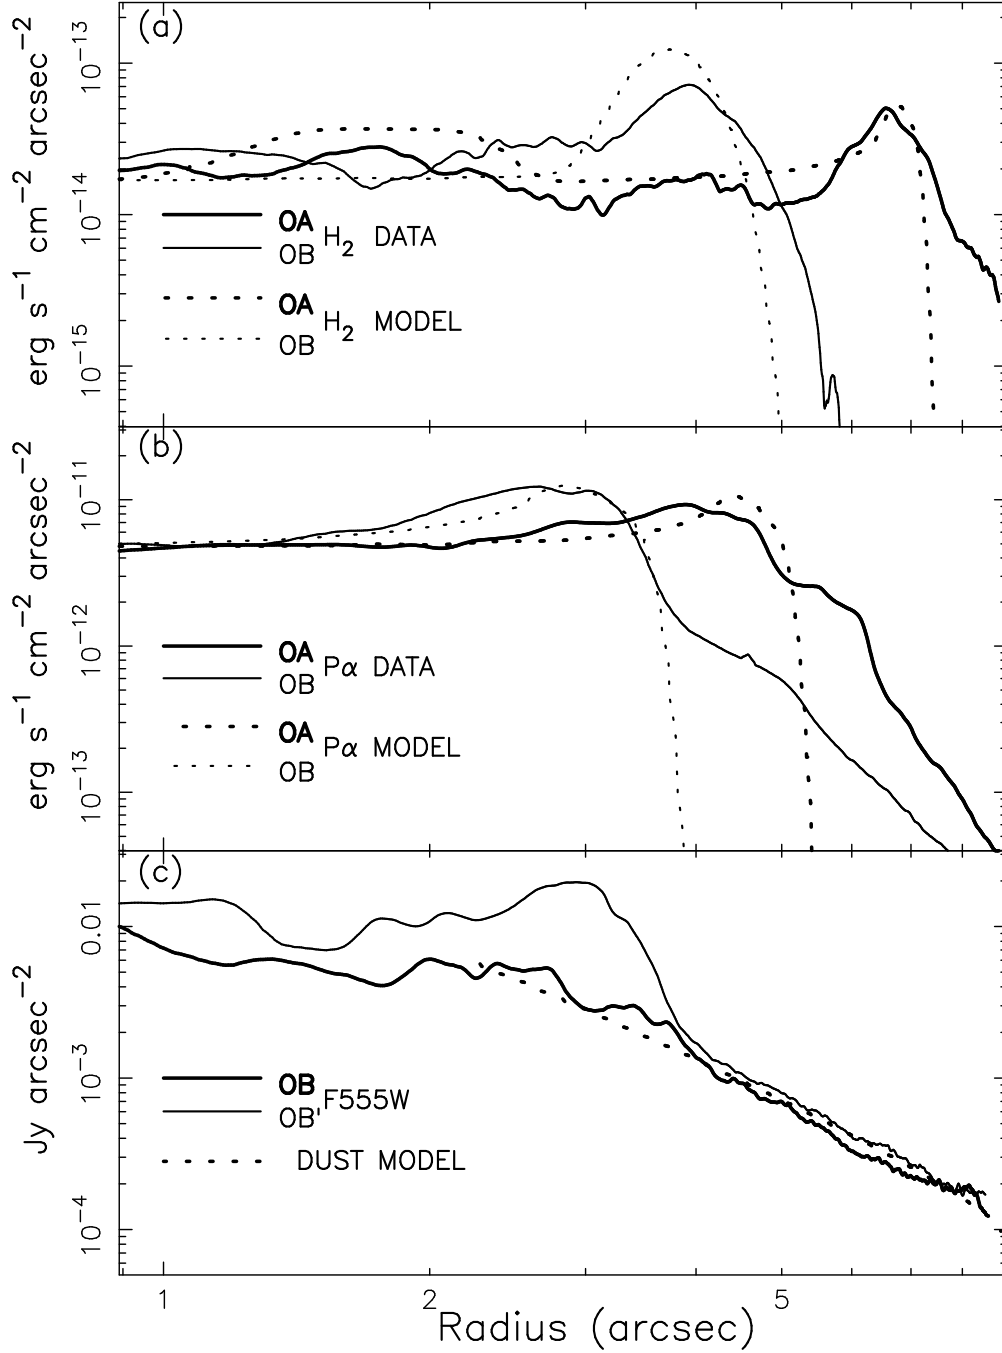 (a)
erg s⁻¹ cm⁻² arcsec⁻²
10⁻¹³
10⁻¹⁴
10⁻¹⁵
OA
OB
H₂ DATA
OA
OB
H₂ MODEL
(b)
erg s⁻¹ cm⁻² arcsec⁻²
10⁻¹¹
10⁻¹²
10⁻¹³
OA
OB
Pα DATA
OA
OB
Pα MODEL
(c)
Jy arcsec⁻²
0.01
10⁻³
10⁻⁴
OB
OB'
F555W
DUST MODEL
1 2 5
Radius (arcsec)